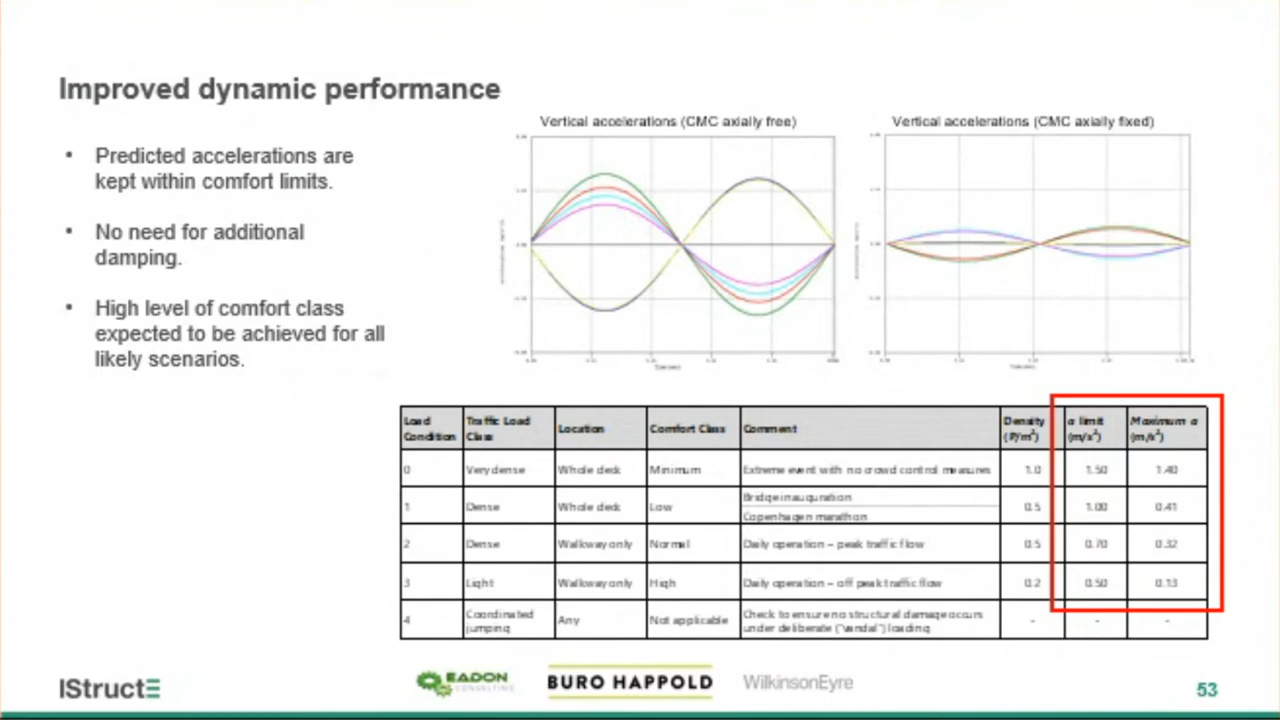 Improved dynamic performance
• Predicted accelerations are
kept within comfort limits.
• No need for additional
damping.
• High level of comfort class
expected to be achieved for all
likely scenarios.
Vertical accelerations (CMC axially free)
Vertical accelerations (CMC axially fixed)
Load Condition Traffic Load Class Location Comfort Class Comment Density (P/m²) a limit (m/s²) Maximum a (m/s²)
0 Very dense Whole deck Minimum Extreme event with no crowd control measures 1.0 1.50 1.40
1 Dense Whole deck Low Bridge inauguration 0.5 1.00 0.41
Copenhagen marathon
2 Dense Walkway only Normal Daily operation – peak traffic flow 0.5 0.70 0.32
3 Light Walkway only High Daily operation – off peak traffic flow 0.2 0.50 0.13
4 Coordinated jumping Any Not applicable Check to ensure no structural damage occurs under deliberate ("vandal") loading - - -
IStructE
EADON
CONSULTING
BURO HAPPOLD
WilkinsonEyre
53